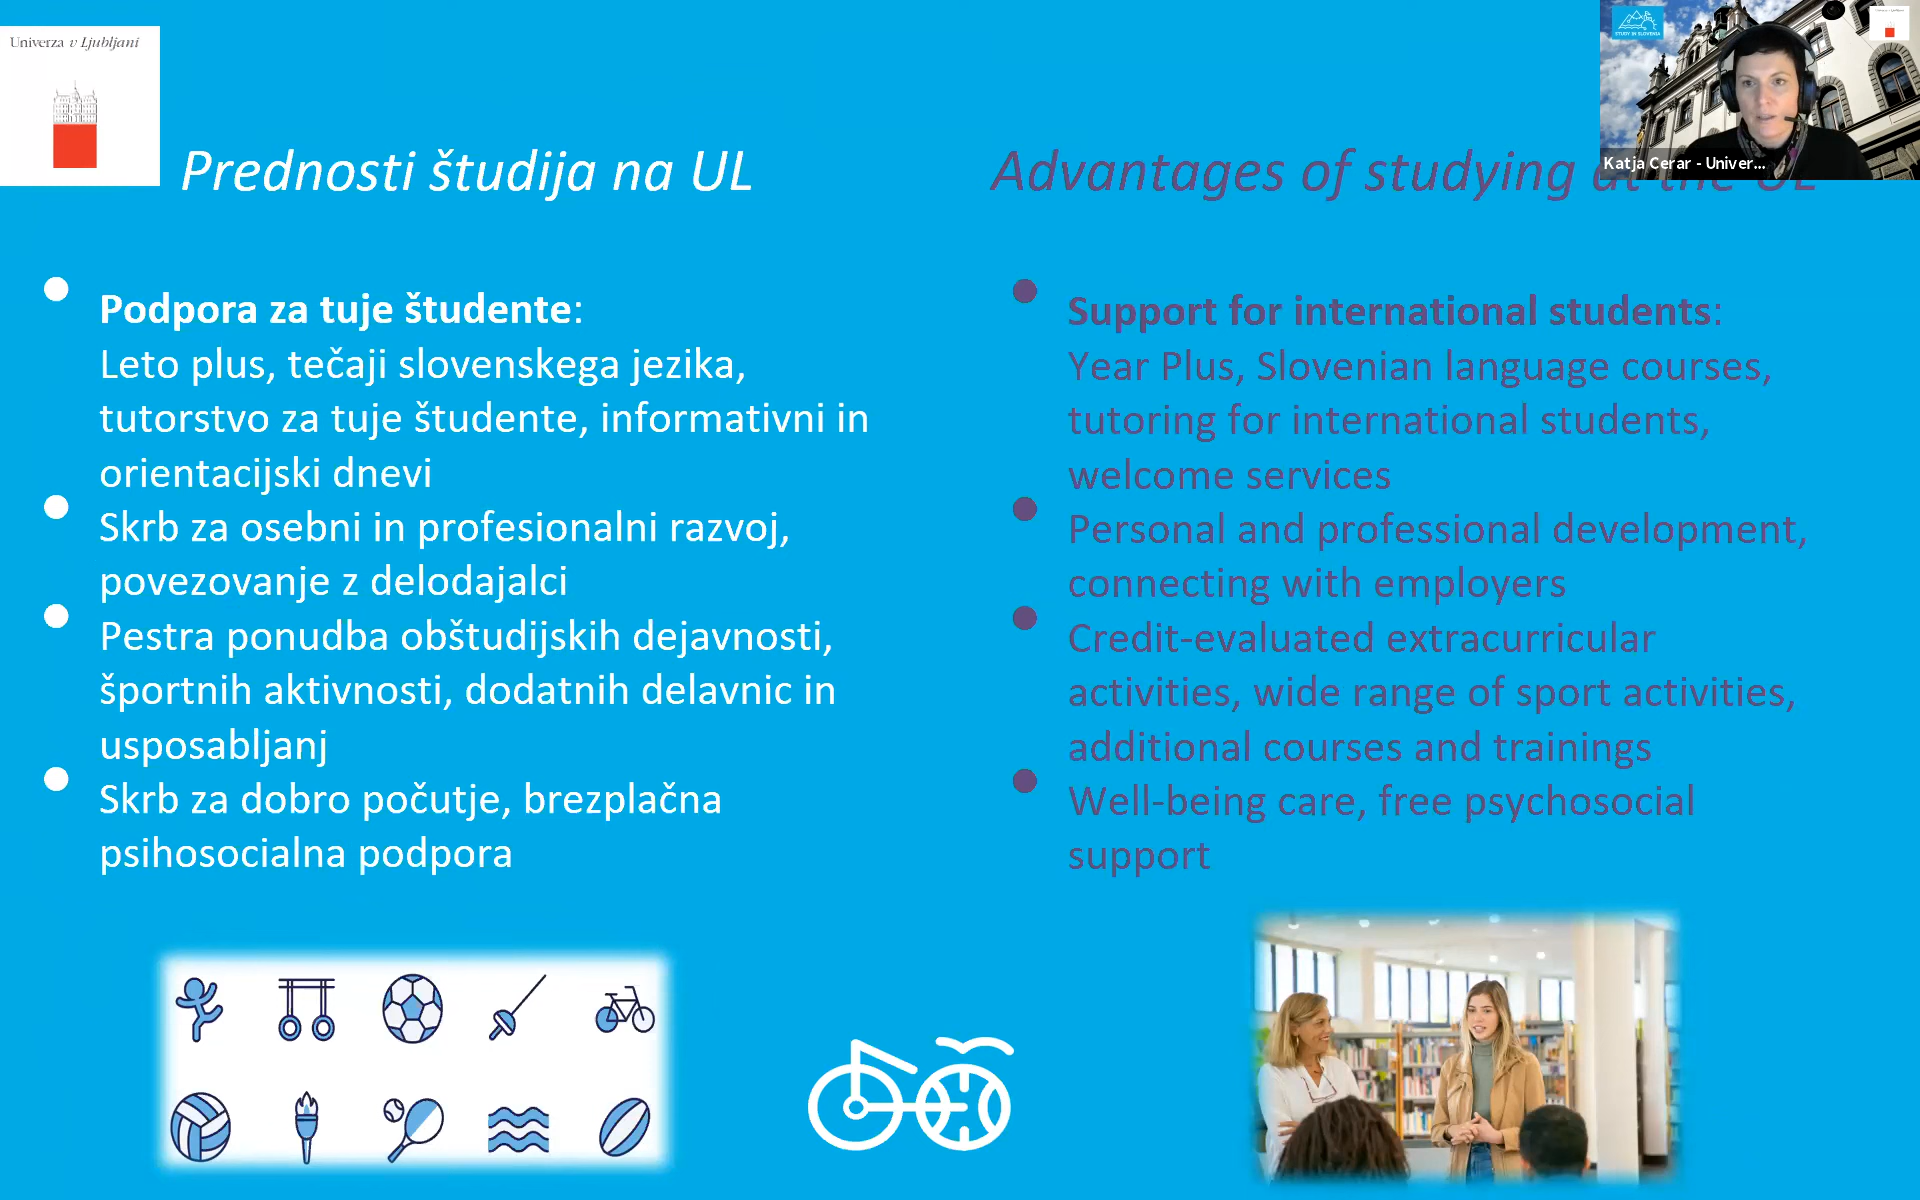 Univerza v Ljubljani
STUDY IN SLOVENIA
Katja Cerar - Univer...
Prednosti študija na UL
Podpora za tuje študente:
Leto plus, tečaji slovenskega jezika,
tutorstvo za tuje študente, informativni in
orientacijski dnevi
Skrb za osebni in profesionalni razvoj,
povezovanje z delodajalci
Pestra ponudba obštudijskih dejavnosti,
športnih aktivnosti, dodatnih delavnic in
usposabljanj
Skrb za dobro počutje, brezplačna
psihosocialna podpora
Advantages of studying at the UL
Support for international students:
Year Plus, Slovenian language courses,
tutoring for international students,
welcome services
Personal and professional development,
connecting with employers
Credit-evaluated extracurricular
activities, wide range of sport activities,
additional courses and trainings
Well-being care, free psychosocial
support